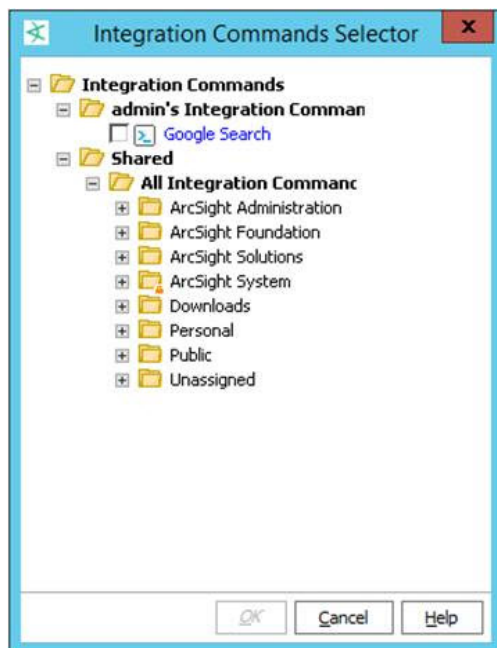 Integration Commands Selector
x
Integration Commands
admin's Integration Comman
Google Search
Shared
All Integration Commanc
ArcSight Administration
ArcSight Foundation
ArcSight Solutions
ArcSight System
Downloads
Personal
Public
Unassigned
OK Cancel Help